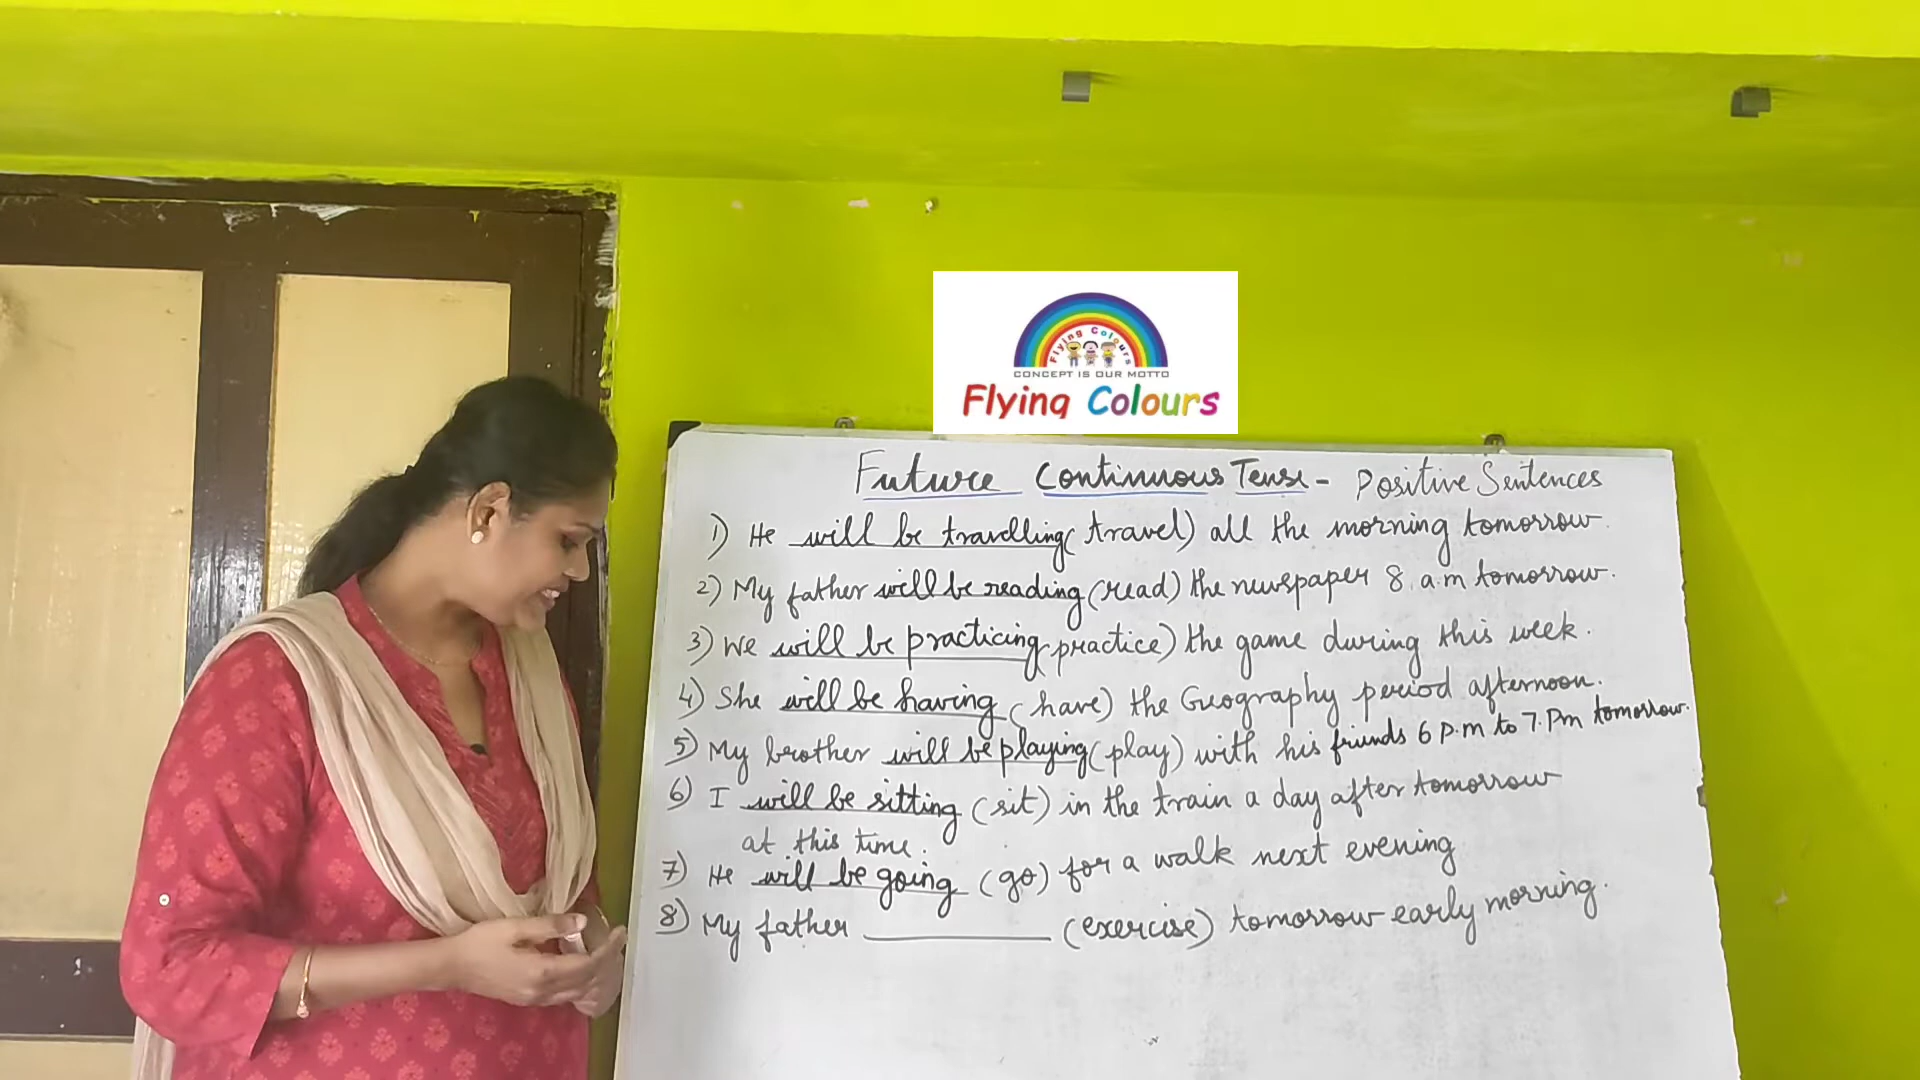 Flying Colours
CONCEPT IS OUR MOTTO
Flying Colours
Future Continuous Tense - Positive Sentences
1) He will be travelling (travel) all the morning tomorrow.
2) My father will be reading (read) the newspaper 8.a.m tomorrow.
3) We will be practicing (practice) the game during this week.
4) She will be having (have) the Geography period afternoon.
5) My brother will be playing (play) with his friends 6 p.m to 7.Pm tomorrow.
6) I will be sitting (sit) in the train a day after tomorrow
at this time.
7) He will be going (go) for a walk next evening
8) My father __________ (exercise) tomorrow early morning.